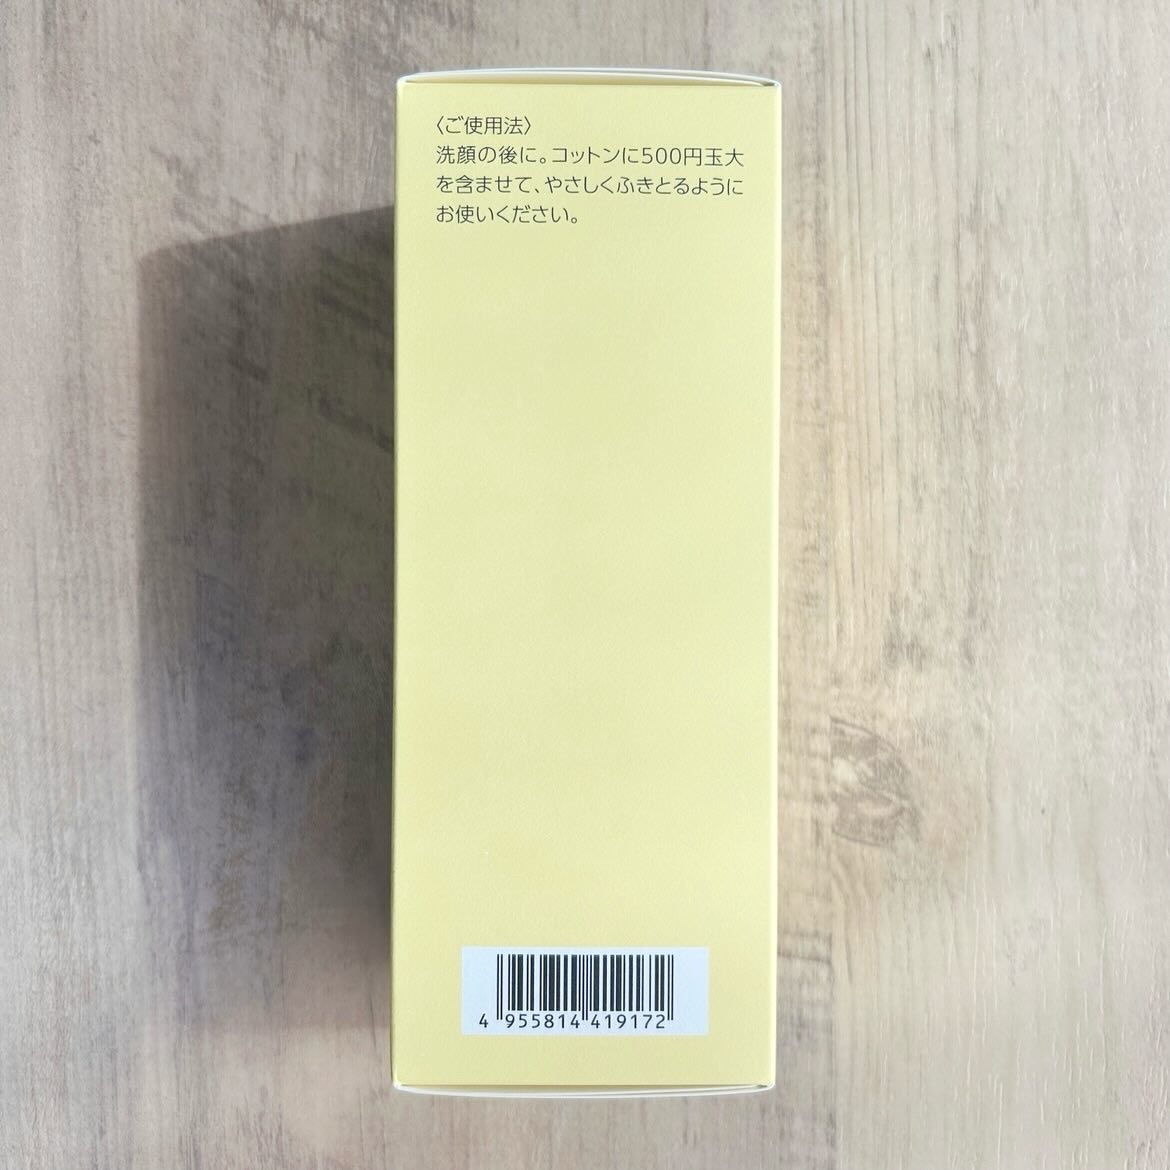 〈ご使用法〉
洗顔の後に。コットンに500円玉大
を含ませて、やさしくふきとるように
お使いください。
4 955814 419172